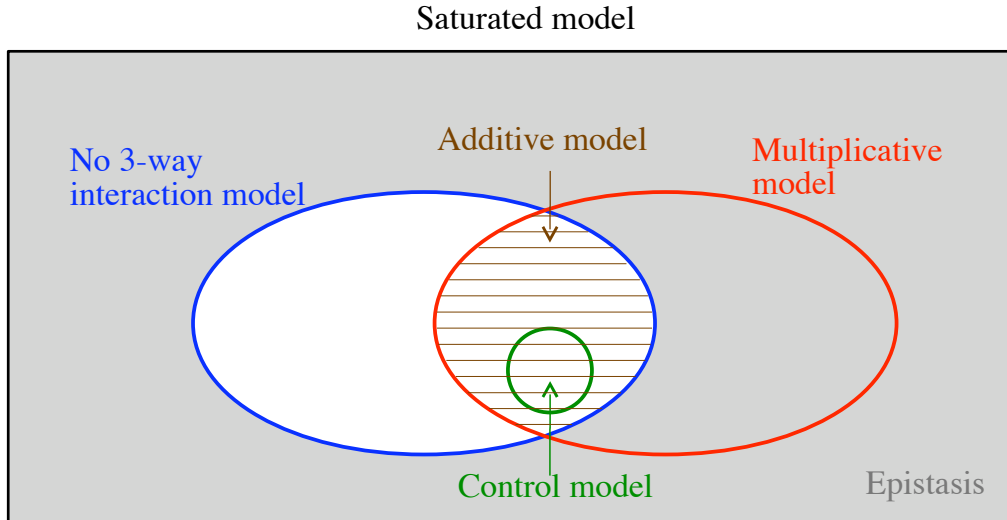 Saturated model
Additive model
No 3-way
interaction model
Multiplicative
model
Control model
Epistasis